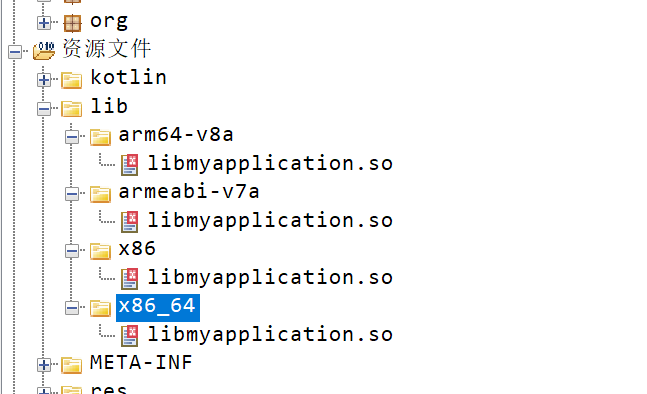 org
资源文件
kotlin
lib
arm64-v8a
libmyapplication.so
armeabi-v7a
libmyapplication.so
x86
libmyapplication.so
x86_64
libmyapplication.so
META-INF
res